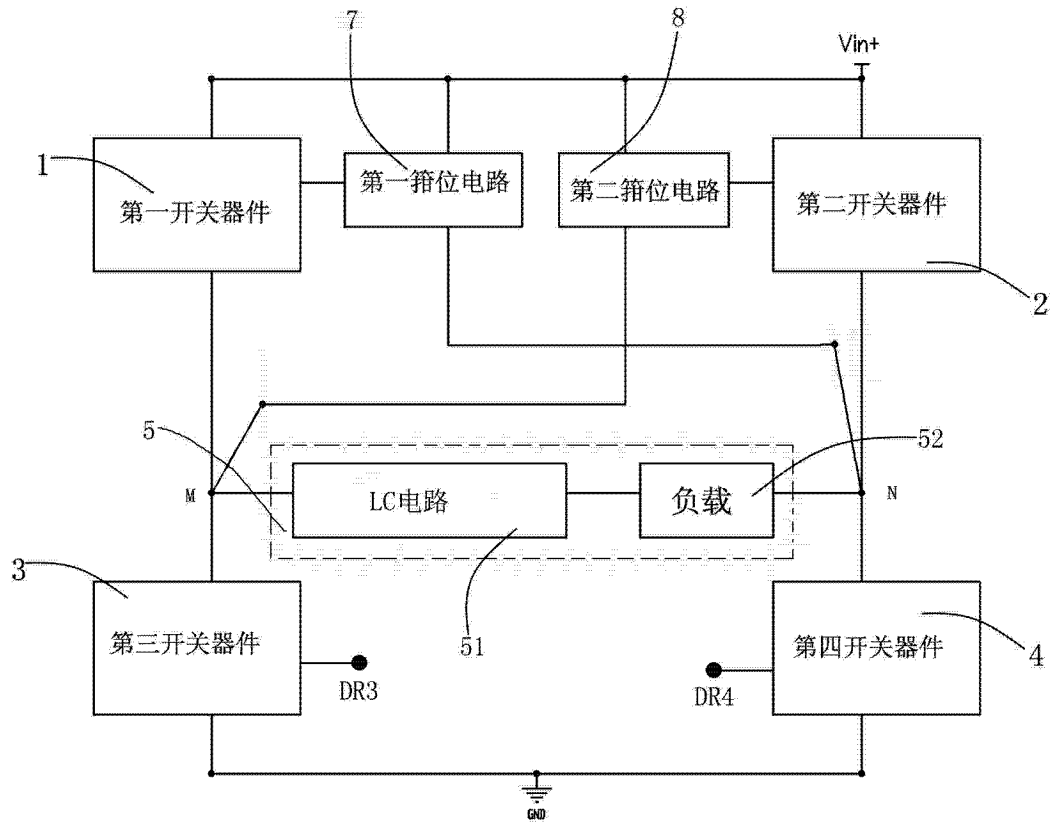 7
8
Vin+
1
第一开关器件
第一箝位电路
第二箝位电路
第二开关器件
2
5
52
M
LC电路
负载
N
3
第三开关器件
51
第四开关器件
4
DR3
DR4
GND